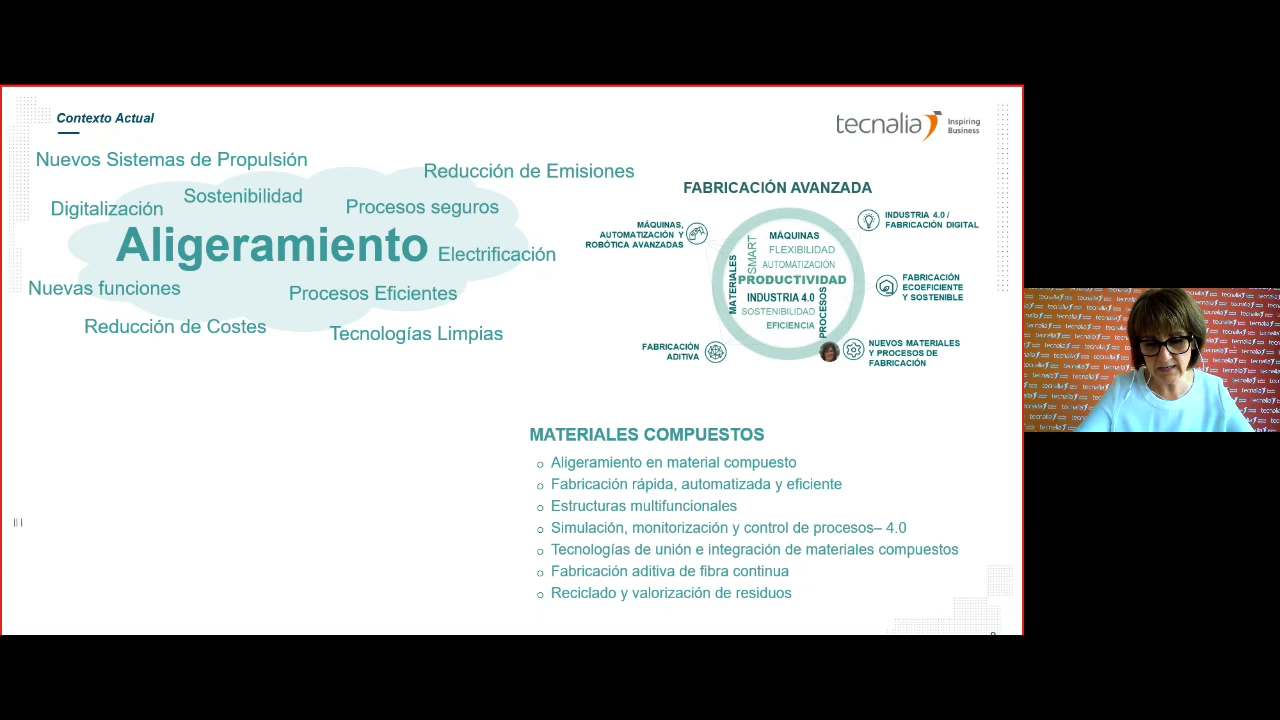 Contexto Actual
tecnalia Inspiring
Business
Nuevos Sistemas de Propulsión
Reducción de Emisiones
Sostenibilidad
Digitalización
Procesos seguros
Aligeramiento
Electrificación
Nuevas funciones
Procesos Eficientes
Reducción de Costes
Tecnologías Limpias
FABRICACIÓN AVANZADA
MÁQUINAS,
AUTOMATIZACIÓN Y
ROBÓTICA AVANZADAS
INDUSTRIA 4.0 /
FABRICACIÓN DIGITAL
FABRICACIÓN
ECOEFICIENTE
Y SOSTENIBLE
FABRICACIÓN
ADITIVA
NUEVOS MATERIALES
Y PROCESOS DE
FABRICACIÓN
MATERIALES
SMART
MÁQUINAS
FLEXIBILIDAD
AUTOMATIZACIÓN
PRODUCTIVIDAD
INDUSTRIA 4.0
SOSTENIBILIDAD
EFICIENCIA
PROCESOS
MATERIALES COMPUESTOS
Aligeramiento en material compuesto
Fabricación rápida, automatizada y eficiente
Estructuras multifuncionales
Simulación, monitorización y control de procesos– 4.0
Tecnologías de unión e integración de materiales compuestos
Fabricación aditiva de fibra continua
Reciclado y valorización de residuos